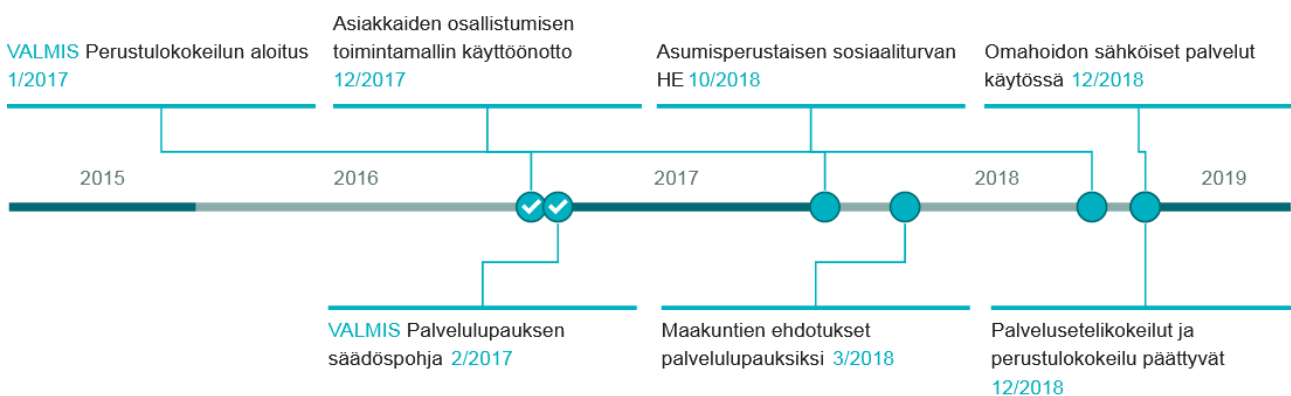 VALMIS Perustulokokeilun aloitus
1/2017
Asiakkaiden osallistumisen
toimintamallin käyttöönotto
12/2017
Asumisperustaisen sosiaaliturvan
HE 10/2018
Omahoidon sähköiset palvelut
käytössä 12/2018
2015
2016
2017
2018
2019
VALMIS Palvelulupauksen
säädöspohja 2/2017
Maakuntien ehdotukset
palvelulupauksiksi 3/2018
Palvelusetelikokeilut ja
perustulokokeilu päättyvät
12/2018